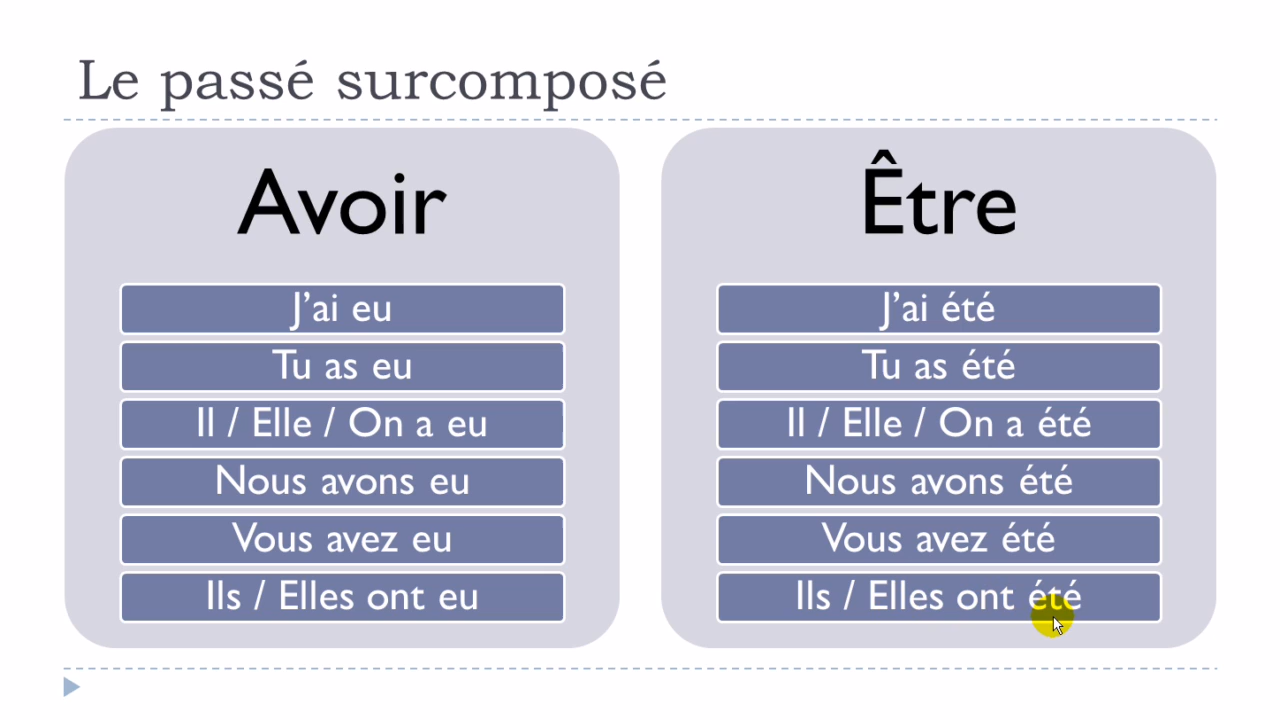 Le passé surcomposé
Avoir
J'ai eu
Tu as eu
Il / Elle / On a eu
Nous avons eu
Vous avez eu
Ils / Elles ont eu
Être
J'ai été
Tu as été
Il / Elle / On a été
Nous avons été
Vous avez été
Ils / Elles ont été